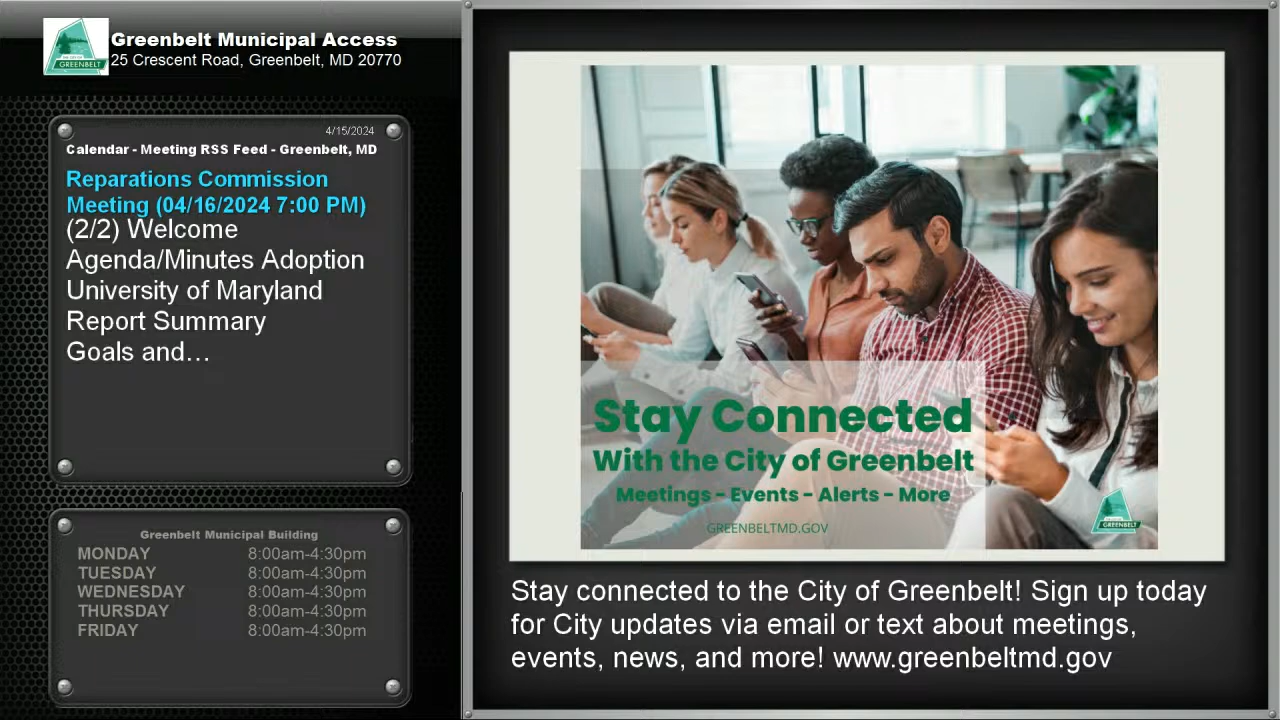 Greenbelt Municipal Access
25 Crescent Road, Greenbelt, MD 20770
4/15/2024
Calendar - Meeting RSS Feed - Greenbelt, MD
Reparations Commission
Meeting (04/16/2024 7:00 PM)
(2/2) Welcome
Agenda/Minutes Adoption
University of Maryland
Report Summary
Goals and...
Greenbelt Municipal Building
MONDAY 8:00am-4:30pm
TUESDAY 8:00am-4:30pm
WEDNESDAY 8:00am-4:30pm
THURSDAY 8:00am-4:30pm
FRIDAY 8:00am-4:30pm
Stay Connected
With the City of Greenbelt
Meetings - Events - Alerts - More
GREENBELTMD.GOV
GREENBELT
Stay connected to the City of Greenbelt! Sign up today
for City updates via email or text about meetings,
events, news, and more! www.greenbeltmd.gov